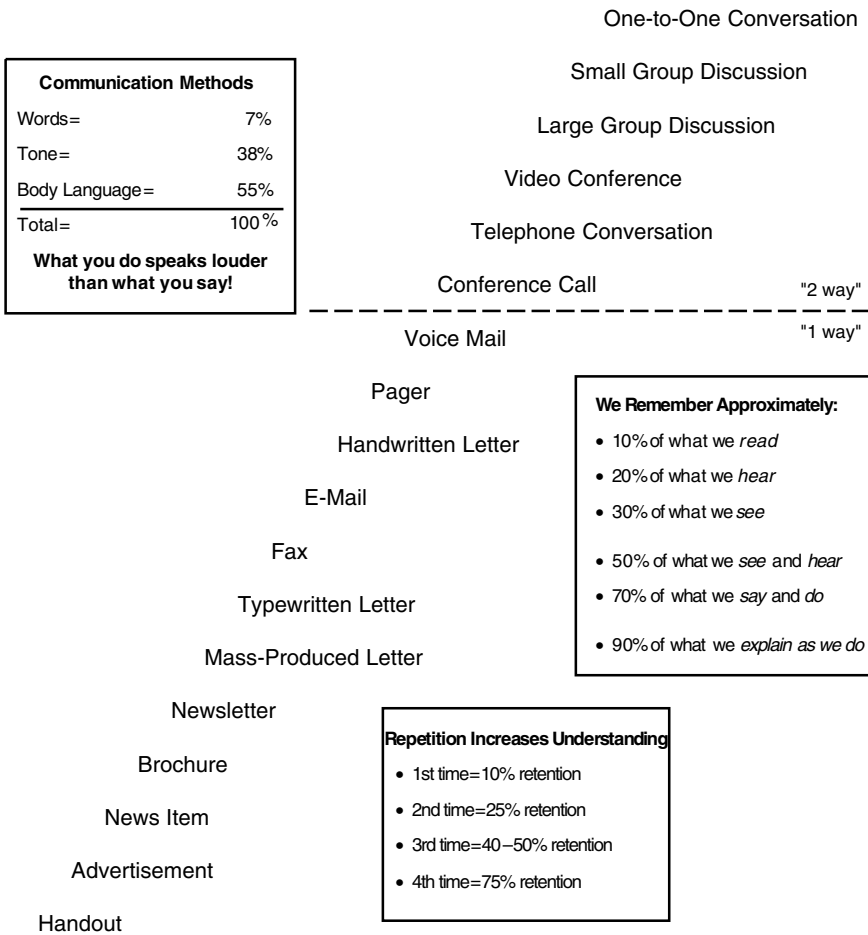 One-to-One Conversation
Small Group Discussion
Large Group Discussion
Video Conference
Telephone Conversation
Conference Call
"2 way"
"1 way"
Voice Mail
Pager
Handwritten Letter
E-Mail
Fax
Typewritten Letter
Mass-Produced Letter
Newsletter
Brochure
News Item
Advertisement
Handout
Communication Methods
Words= 7%
Tone= 38%
Body Language= 55%
Total= 100%
What you do speaks louder
than what you say!
We Remember Approximately:
• 10% of what we read
• 20% of what we hear
• 30% of what we see
• 50% of what we see and hear
• 70% of what we say and do
• 90% of what we explain as we do
Repetition Increases Understanding
• 1st time=10% retention
• 2nd time=25% retention
• 3rd time=40–50% retention
• 4th time=75% retention